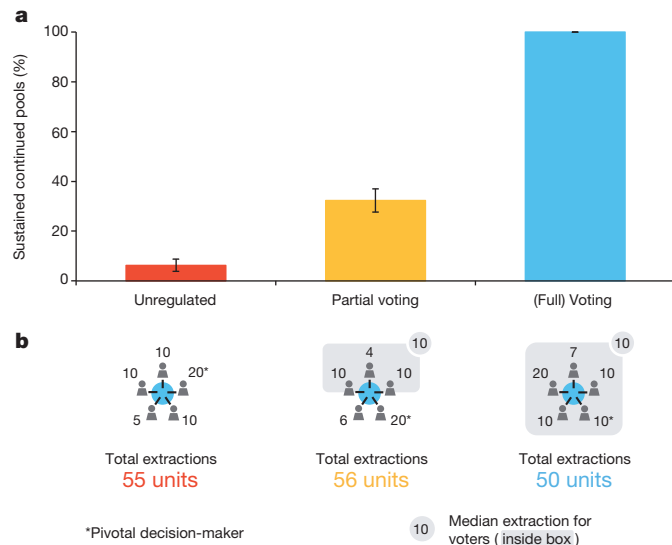 a
Sustained continued pools (%)
100
80
60
40
20
0
Unregulated Partial voting (Full) Voting
b
10
10 20*
5 10
Total extractions
55 units
10
4
10 10
6 20*
Total extractions
56 units
10
7
20 10
10 10*
Total extractions
50 units
*Pivotal decision-maker
10 Median extraction for
voters ( inside box )